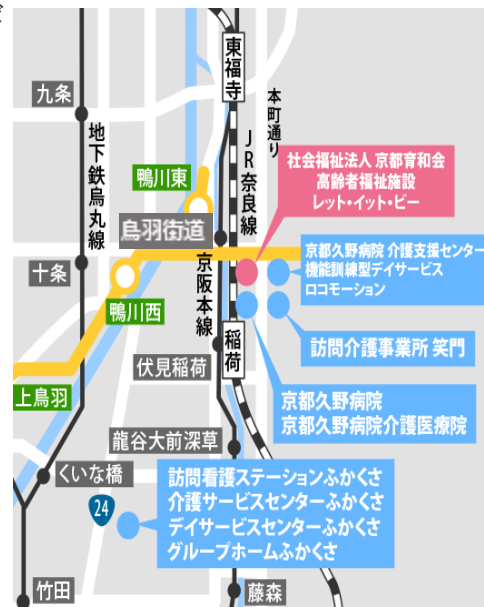 ビ
東福寺
本町通り
九条
地下鉄烏丸線
JR奈良線
社会福祉法人 京都育和会
高齢者福祉施設
レット・イット・ビー
鴨川東
鳥羽街道
京都久野病院 介護支援センター
機能訓練型デイサービス
ロコモーション
十条
京阪本線
鴨川西
稲荷
訪問介護事業所 笑門
伏見稲荷
上鳥羽
京都久野病院
京都久野病院介護医療院
龍谷大前深草
くいな橋
訪問看護ステーションふかくさ
介護サービスセンターふかくさ
デイサービスセンターふかくさ
グループホームふかくさ
24
竹田
藤森